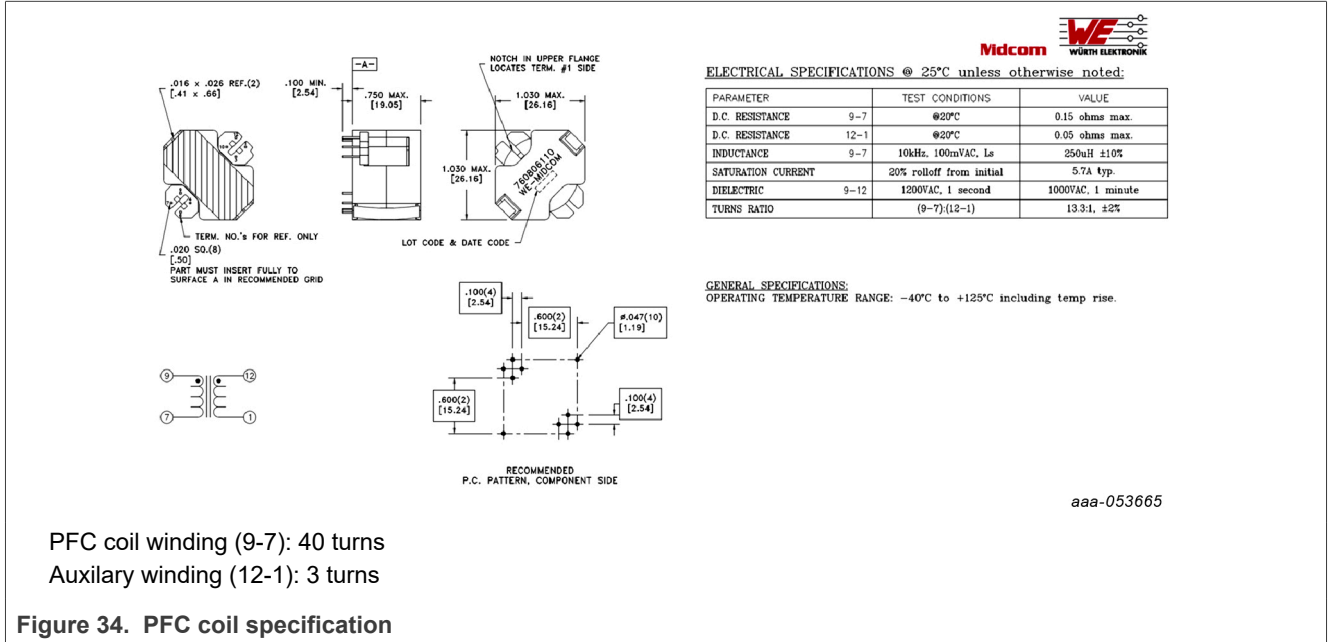 Midcom
WE
WÜRTH ELEKTRONIK
-A-
NOTCH IN UPPER FLANGE
LOCATES TERM. #1 SIDE
.016 x .026 REF.(2)
[.41 x .66]
.100 MIN.
[2.54]
.750 MAX.
[19.05]
1.030 MAX.
[26.16]
1.030 MAX.
[26.16]
760806110
WE-MIDCOM
TERM. NO.'s FOR REF. ONLY
.020 SQ.(8)
[.50]
PART MUST INSERT FULLY TO
SURFACE A IN RECOMMENDED GRID
LOT CODE & DATE CODE
ELECTRICAL SPECIFICATIONS @ 25°C unless otherwise noted:
PARAMETER TEST CONDITIONS VALUE
D.C. RESISTANCE 9-7 @20°C 0.15 ohms max.
D.C. RESISTANCE 12-1 @20°C 0.05 ohms max.
INDUCTANCE 9-7 10kHz, 100mVAC, Ls 250uH ±10%
SATURATION CURRENT 20% rolloff from initial 5.7A typ.
DIELECTRIC 9-12 1200VAC, 1 second 1000VAC, 1 minute
TURNS RATIO (9-7):(12-1) 13.3:1, ±2%
GENERAL SPECIFICATIONS:
OPERATING TEMPERATURE RANGE: -40°C to +125°C including temp rise.
.100(4)
[2.54]
.600(2)
[15.24]
ø.047(10)
[1.19]
.600(2)
[15.24]
.100(4)
[2.54]
9 12
7 1
RECOMMENDED
P.C. PATTERN, COMPONENT SIDE
aaa-053665
PFC coil winding (9-7): 40 turns
Auxilary winding (12-1): 3 turns
Figure 34. PFC coil specification